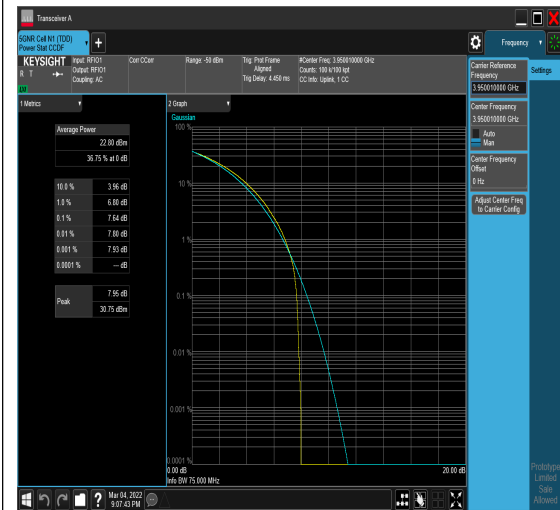 Transceiver A
5GNR Cell N1 (TDD)
Power Stat CCDF
Frequency
KEYSIGHT
R T
Input: RFIO1
Output: RFIO1
Coupling: AC
Corr CCorr
Range: -50 dBm
Trig: Prot Frame
Aligned
Trig Delay: 4.450 ms
#Center Freq: 3.950010000 GHz
Counts: 100 k/100 kpt
CC Info: Uplink, 1 CC
Carrier Reference
Frequency
3.950010000 GHz
Settings
Center Frequency
3.950010000 GHz
Auto
Man
Center Frequency
Offset
0 Hz
Adjust Center Freq
to Carrier Config
1 Metrics
Average Power
22.80 dBm
36.75 % at 0 dB
10.0 % 3.96 dB
1.0 % 6.80 dB
0.1 % 7.64 dB
0.01 % 7.80 dB
0.001 % 7.93 dB
0.0001 % --- dB
Peak
7.95 dB
30.75 dBm
2 Graph
Gaussian
100 %
10 %
1 %
0.1 %
0.01 %
0.001 %
0.0001 %
0.00 dB
20.00 dB
Info BW 75.000 MHz
Mar 04, 2022
9:07:43 PM
Prototype
Limited
Sale
Allowed